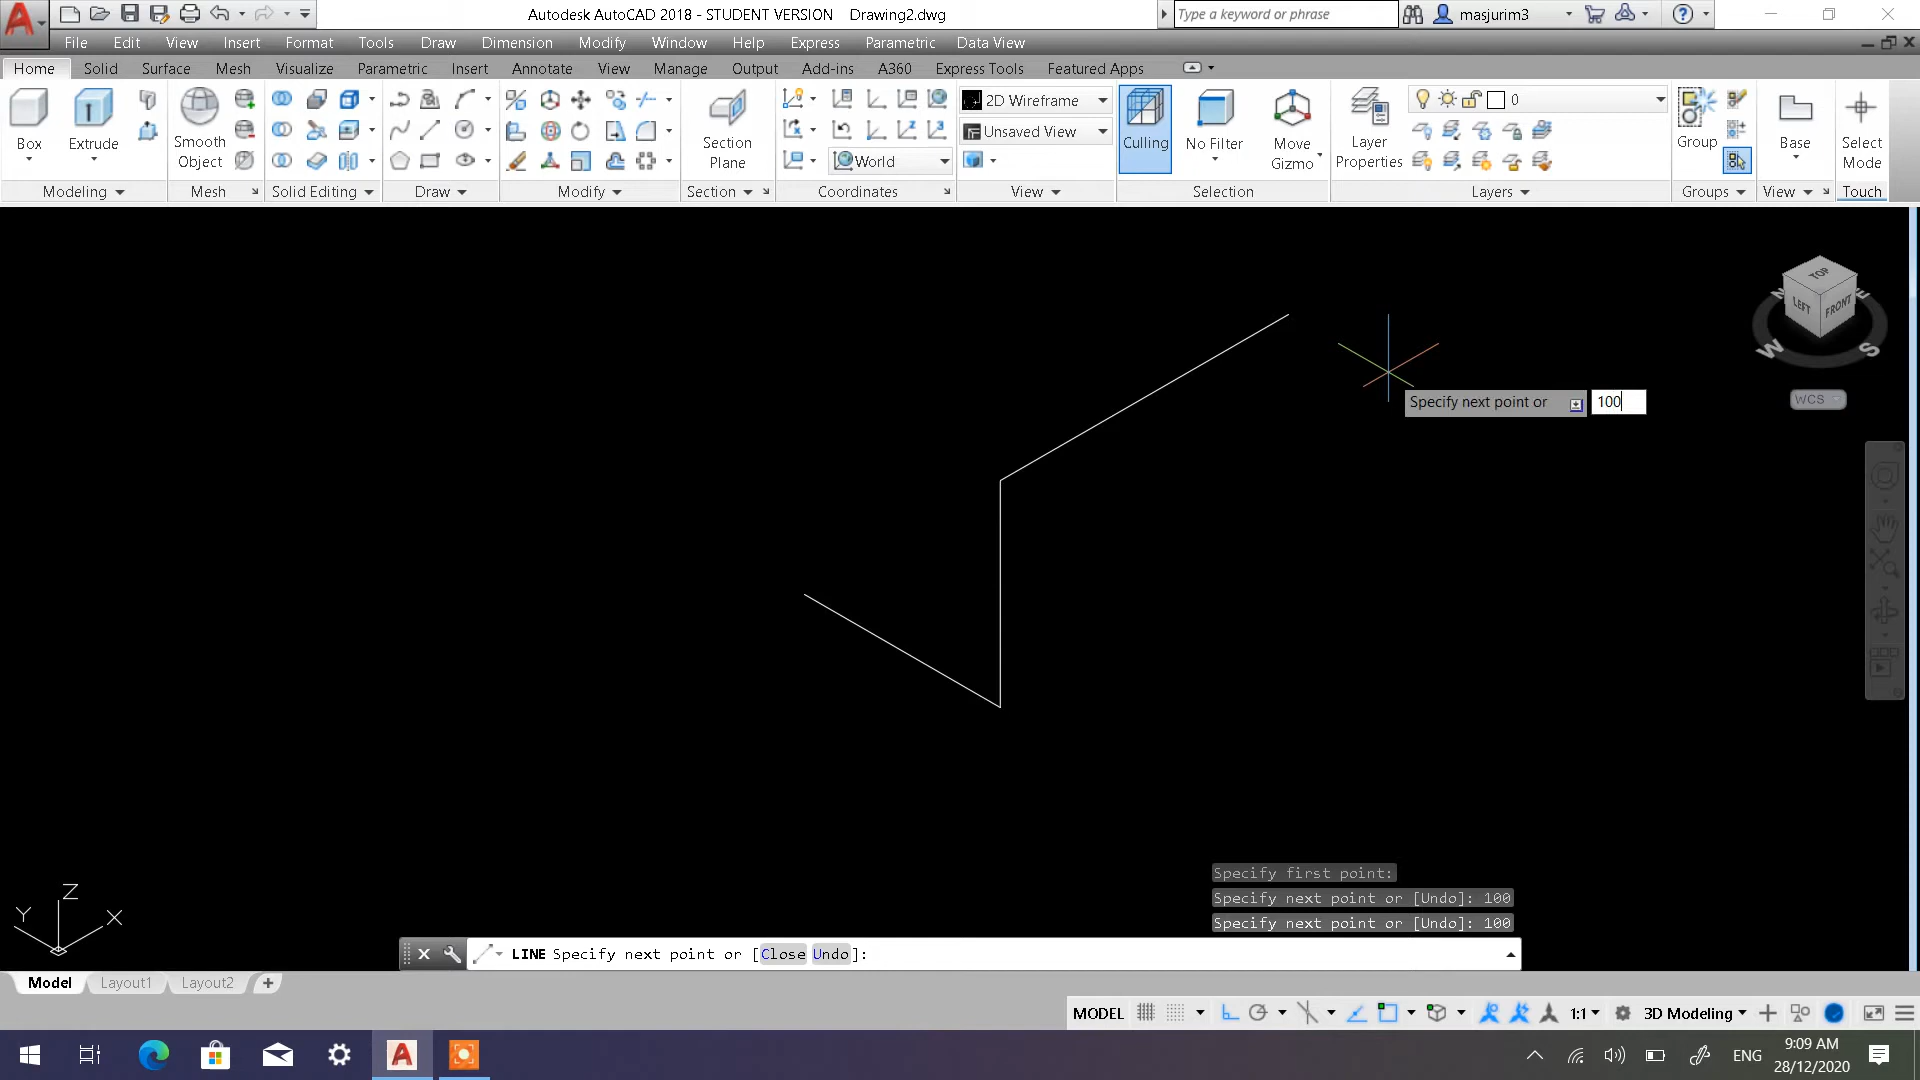 Autodesk AutoCAD 2018 - STUDENT VERSION    Drawing2.dwg
Type a keyword or phrase
masjurim3
File Edit View Insert Format Tools Draw Dimension Modify Window Help Express Parametric Data View
Home Solid Surface Mesh Visualize Parametric Insert Annotate View Manage Output Add-ins A360 Express Tools Featured Apps
Box
Extrude
Smooth
Object
Section
Plane
World
2D Wireframe
Unsaved View
Culling
No Filter
Move
Gizmo
Layer
Properties
0
Group
Base
Select
Mode
Modeling Mesh Solid Editing Draw Modify Section Coordinates View Selection Layers Groups View Touch
TOP
LEFT
FRONT
N
E
W
S
WCS
Specify next point or 100
Z
Y
X
Specify first point:
Specify next point or [Undo]: 100
Specify next point or [Undo]: 100
LINE Specify next point or [Close Undo]:
Model Layout1 Layout2 +
MODEL 1:1 3D Modeling
ENG
9:09 AM
28/12/2020